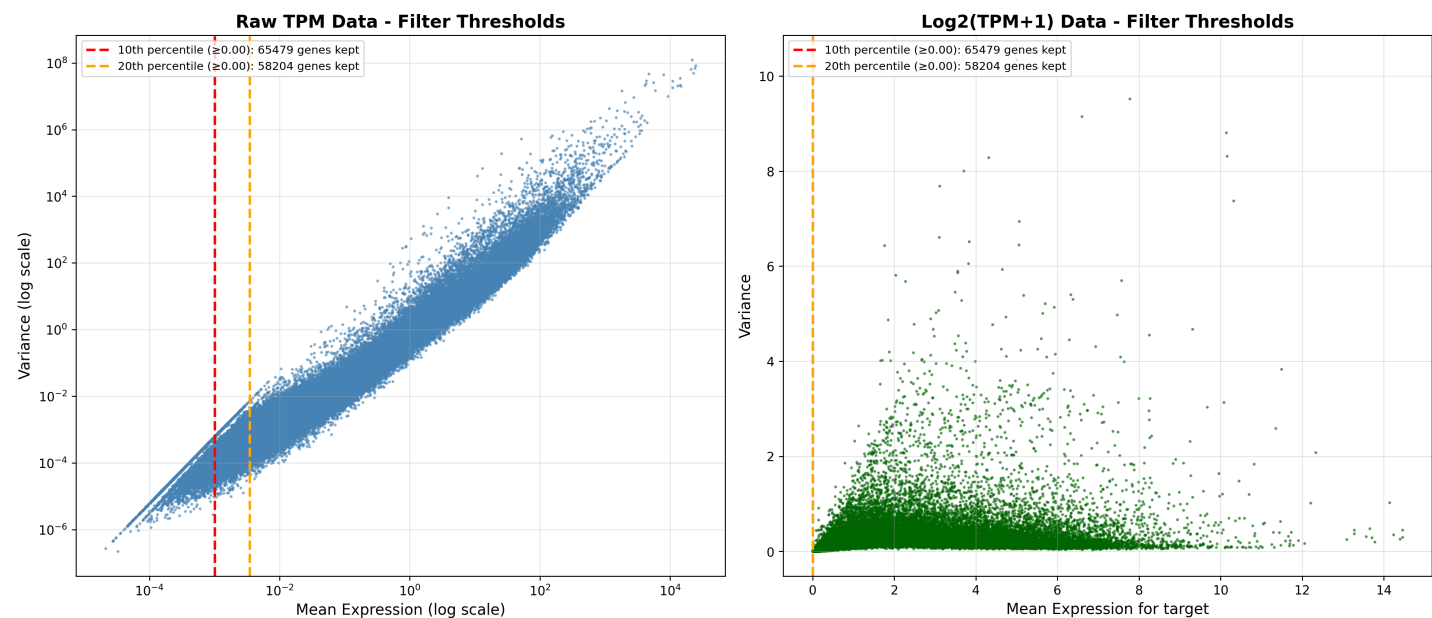 Raw TPM Data - Filter Thresholds
10th percentile (≥0.00): 65479 genes kept
20th percentile (≥0.00): 58204 genes kept
10⁸
10⁶
10⁴
10²
10⁰
10⁻²
10⁻⁴
10⁻⁶
Variance (log scale)
10⁻⁴ 10⁻² 10⁰ 10² 10⁴
Mean Expression (log scale)
Log2(TPM+1) Data - Filter Thresholds
10th percentile (≥0.00): 65479 genes kept
20th percentile (≥0.00): 58204 genes kept
10
8
6
4
2
0
Variance
0 2 4 6 8 10 12 14
Mean Expression for target